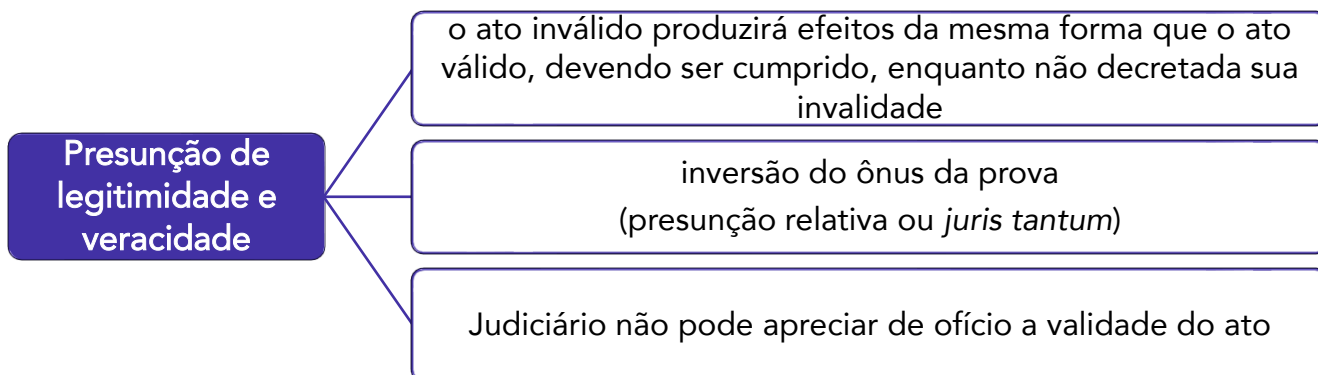 o ato inválido produzirá efeitos da mesma forma que o ato
válido, devendo ser cumprido, enquanto não decretada sua
invalidade
Presunção de
legitimidade e
veracidade
inversão do ônus da prova
(presunção relativa ou juris tantum)
Judiciário não pode apreciar de ofício a validade do ato